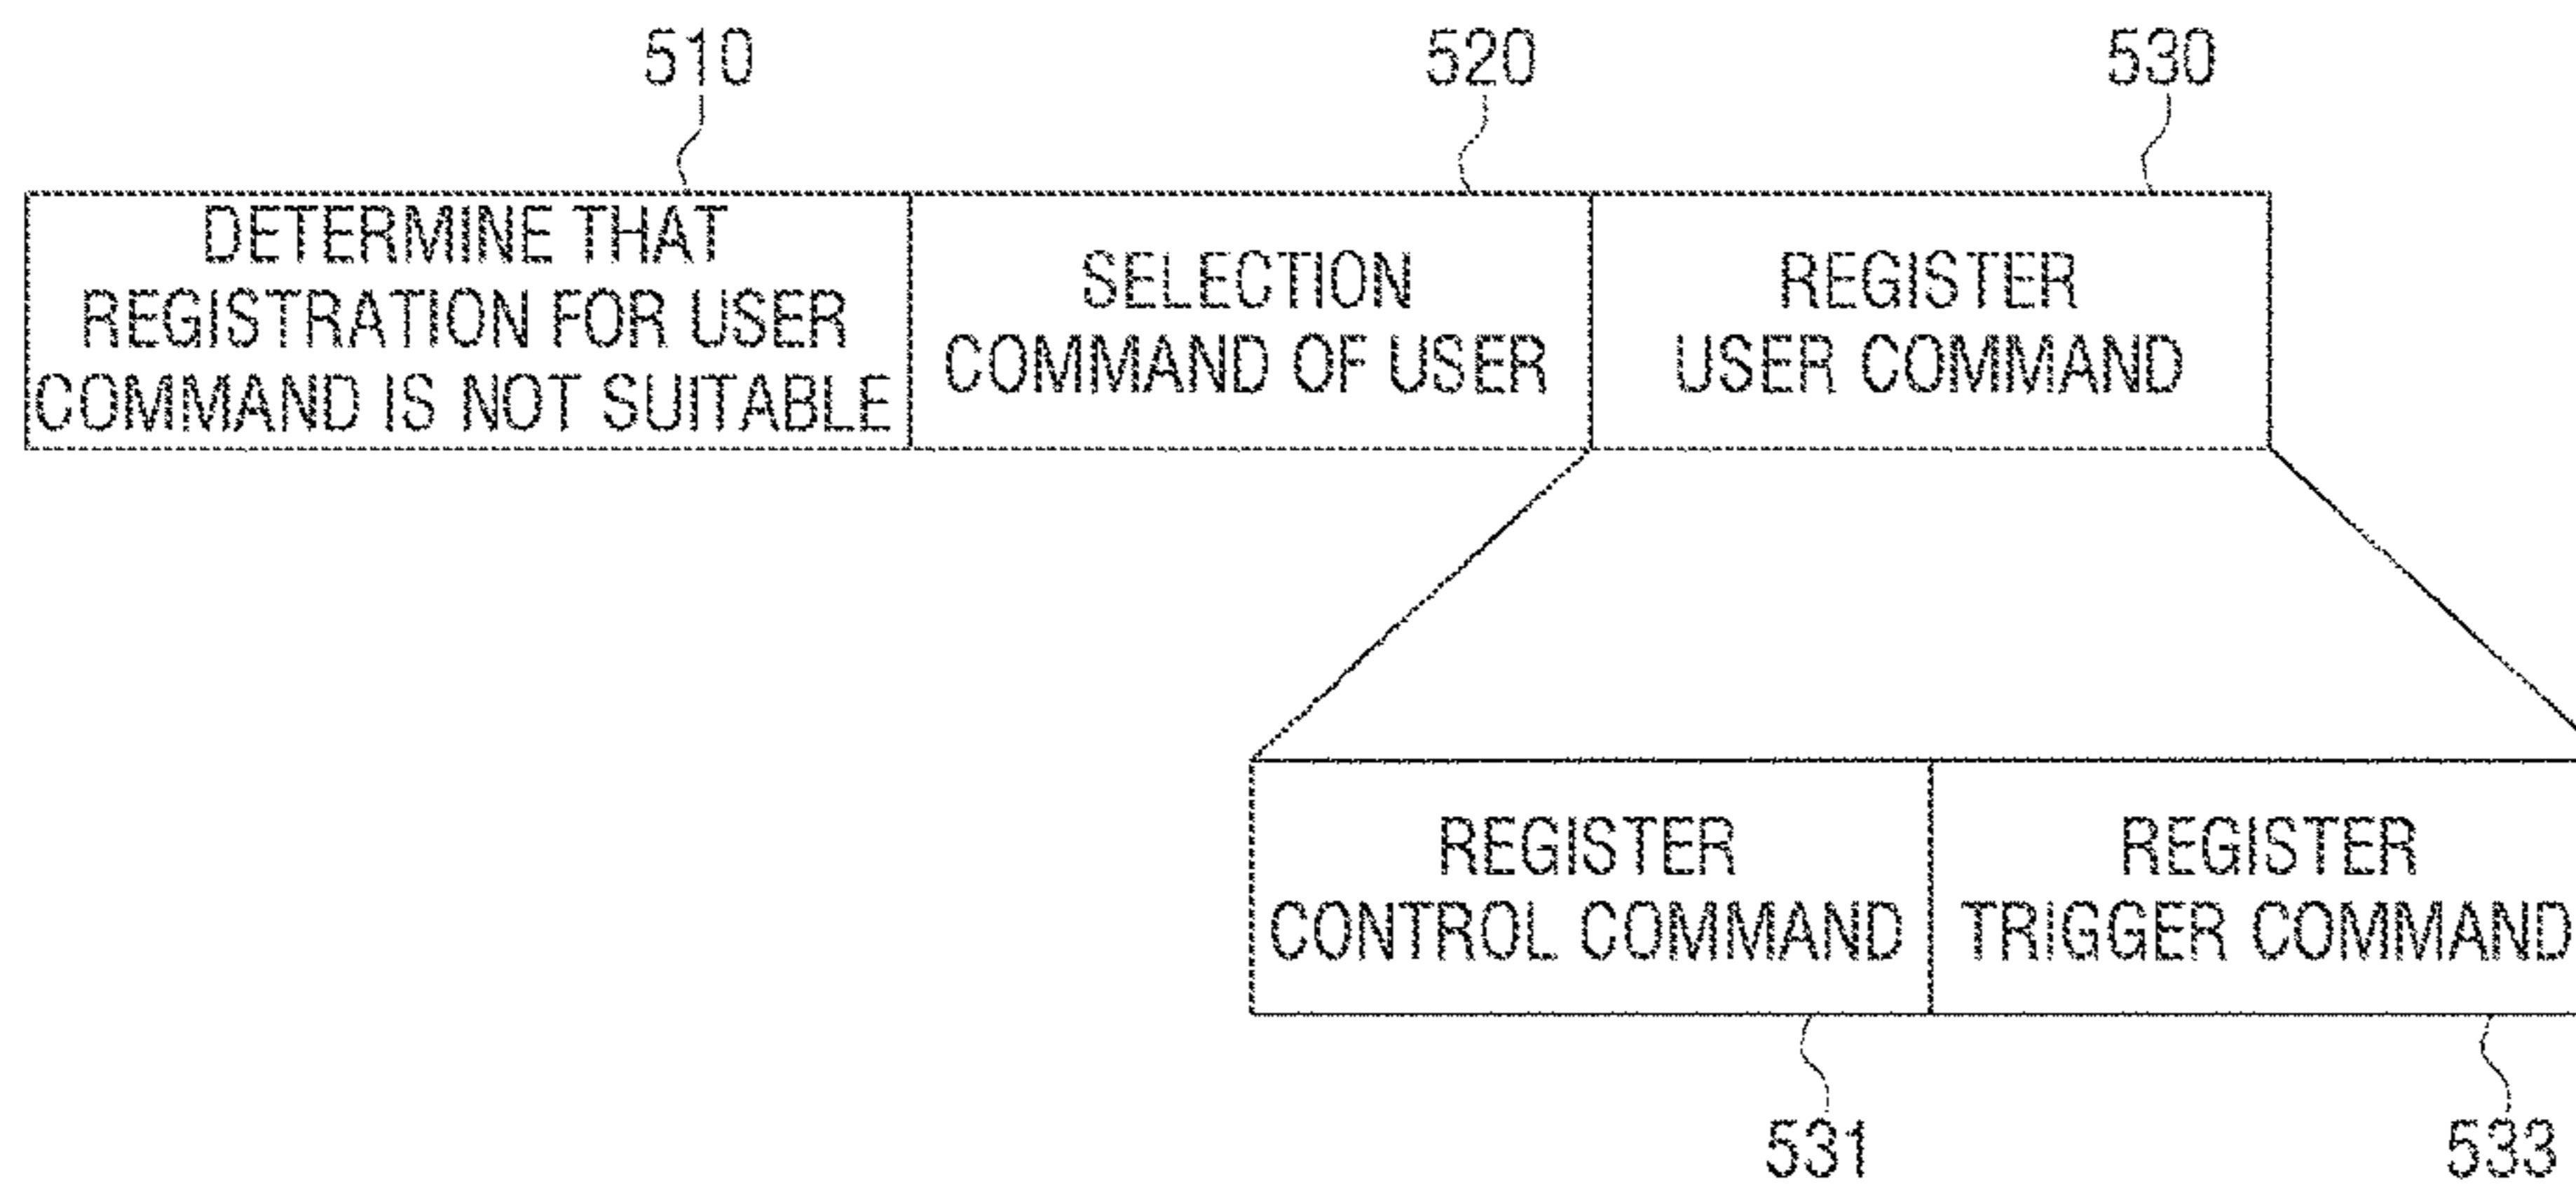 510
520
530
DETERMINE THAT
REGISTRATION FOR USER
COMMAND IS NOT SUITABLE
SELECTION
COMMAND OF USER
REGISTER
USER COMMAND
REGISTER
CONTROL COMMAND
REGISTER
TRIGGER COMMAND
531
533